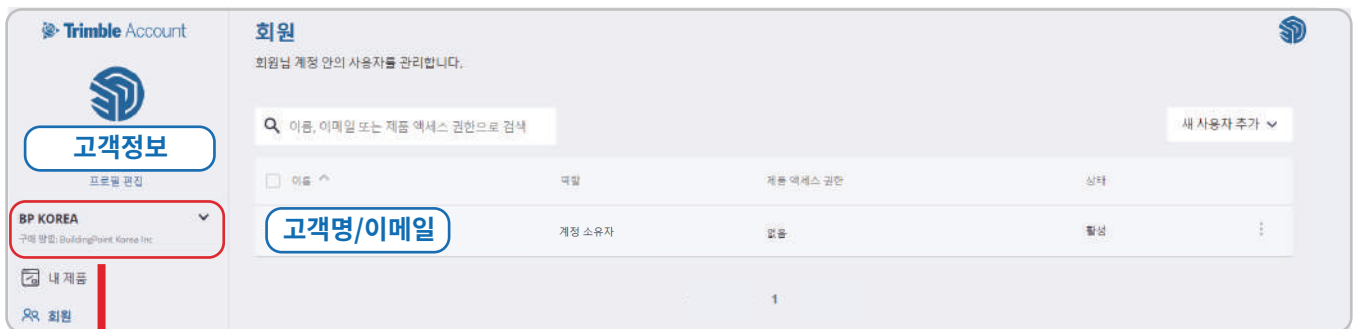 Trimble Account
고객정보
프로필 편집
BP KOREA
구매 방법: BuildingPoint Korea Inc
내 제품
회원
회원
회원님 계정 안의 사용자를 관리합니다.
이름, 이메일 또는 제품 액세스 권한으로 검색
새 사용자 추가
이름 역할 제품 액세스 권한 상태
고객명/이메일 계정 소유자 없음 활성
1